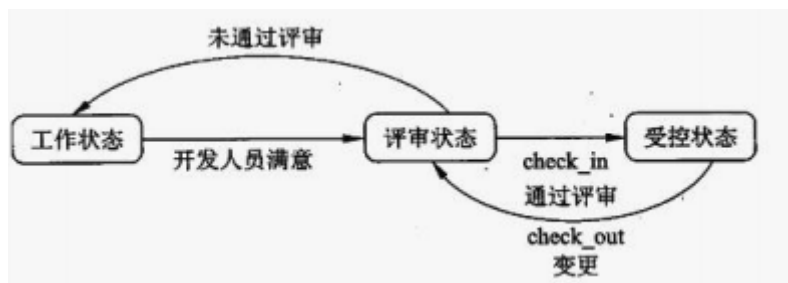 未通过评审
工作状态
评审状态
受控状态
开发人员满意
check_in
通过评审
check_out
变更